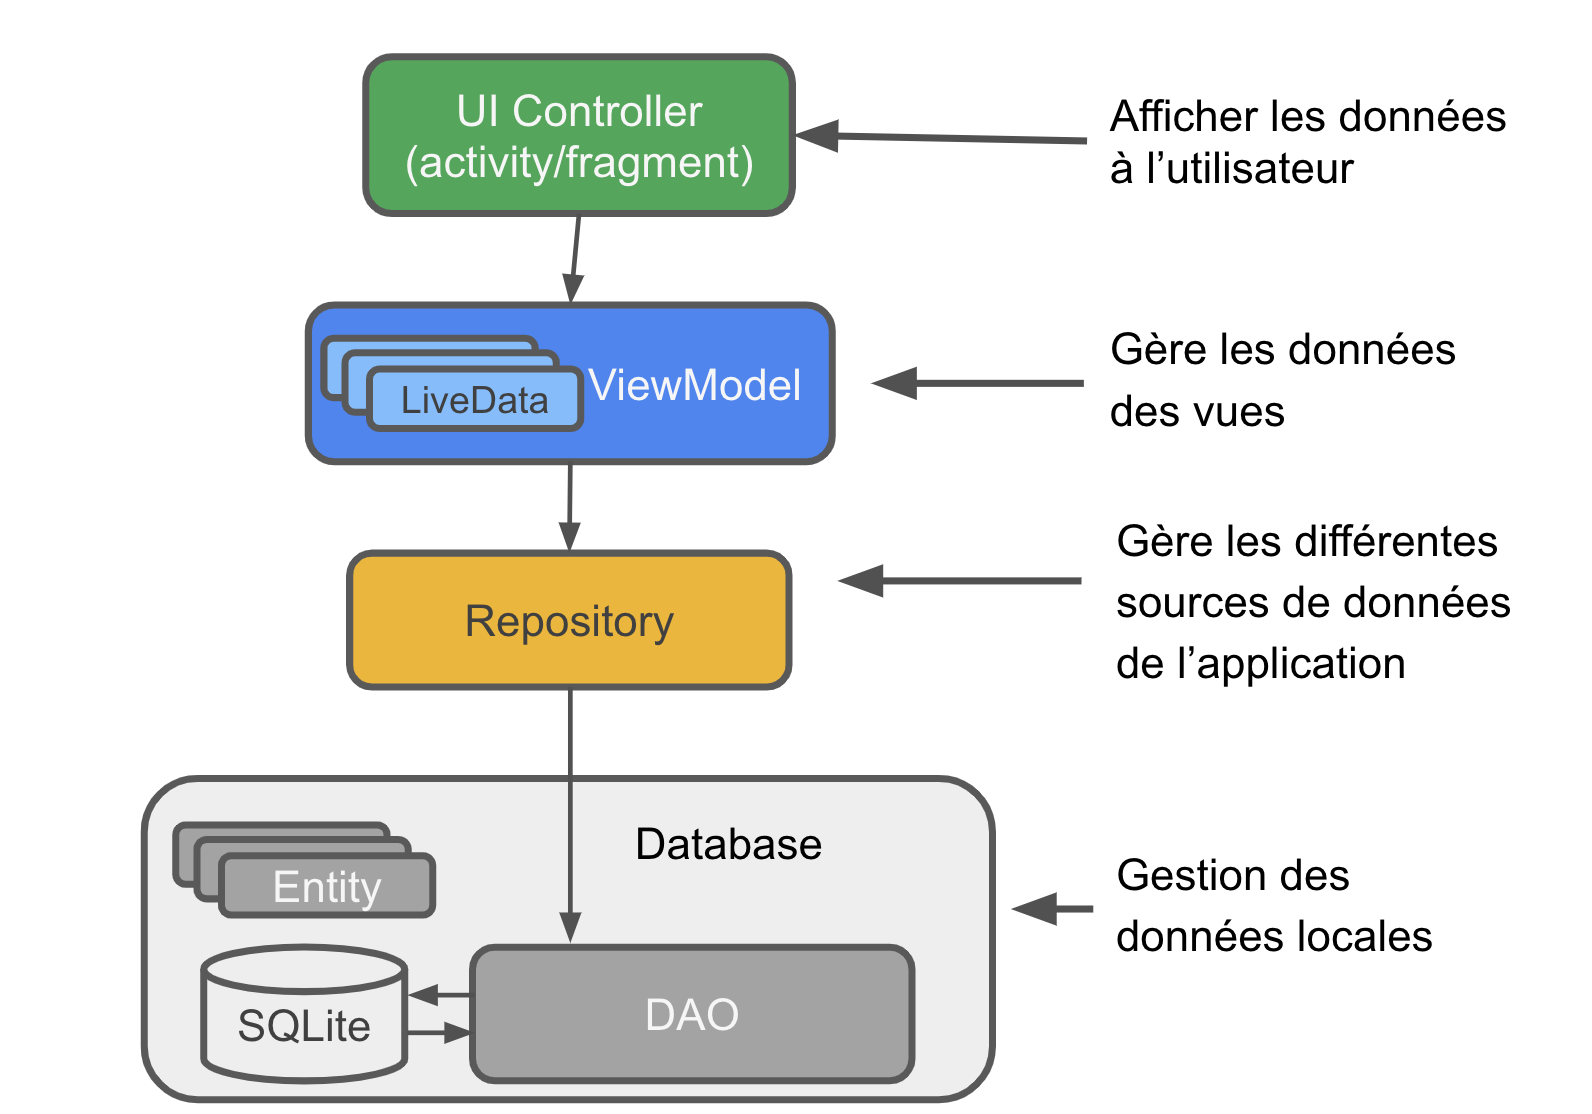 UI Controller
(activity/fragment)
Afficher les données
à l’utilisateur
LiveData
ViewModel
Gère les données
des vues
Repository
Gère les différentes
sources de données
de l’application
Database
Entity
SQLite
DAO
Gestion des
données locales